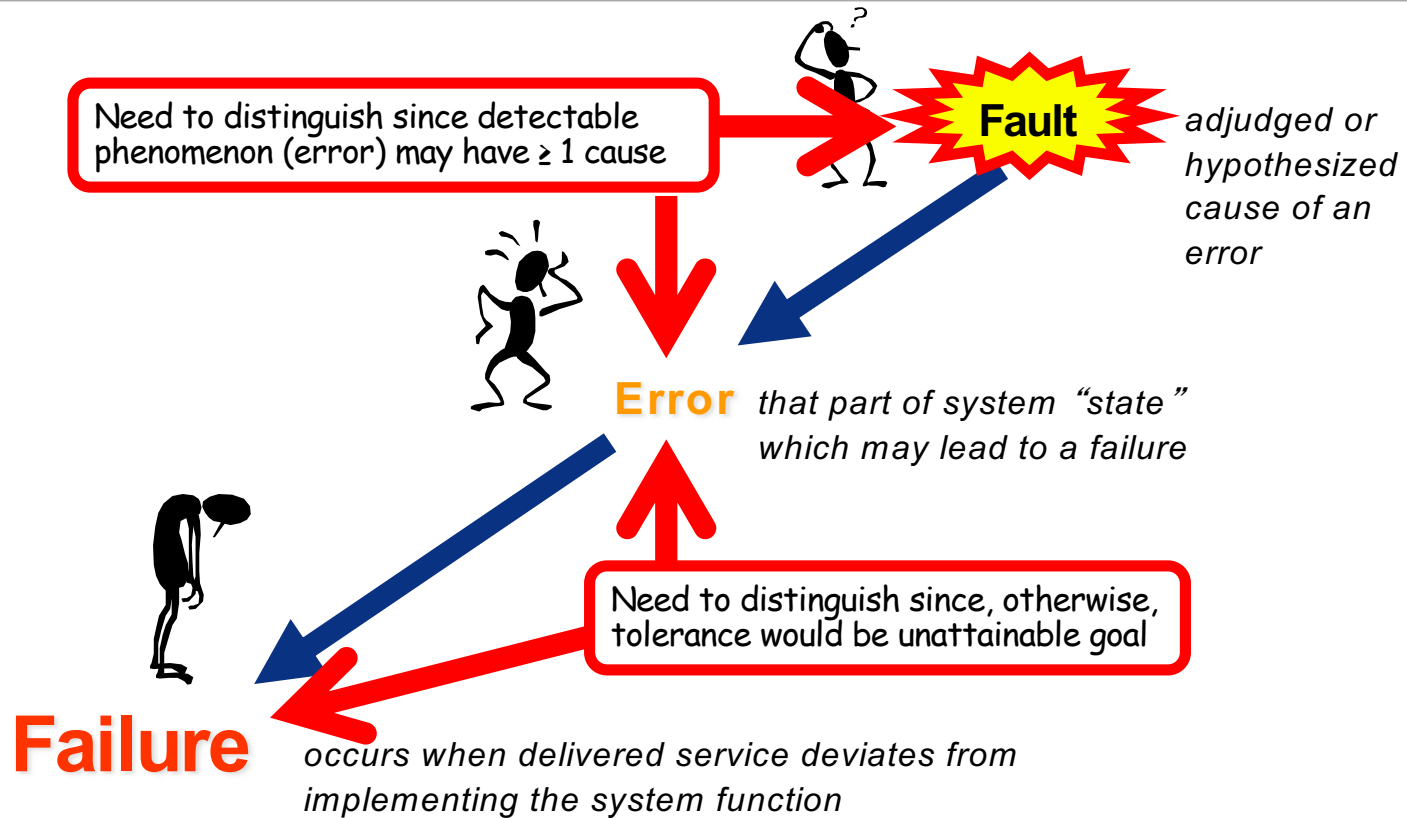 ?
Need to distinguish since detectable
phenomenon (error) may have ≥ 1 cause
Fault
adjudged or
hypothesized
cause of an
error
Error
that part of system “state”
which may lead to a failure
Need to distinguish since, otherwise,
tolerance would be unattainable goal
Failure
occurs when delivered service deviates from
implementing the system function